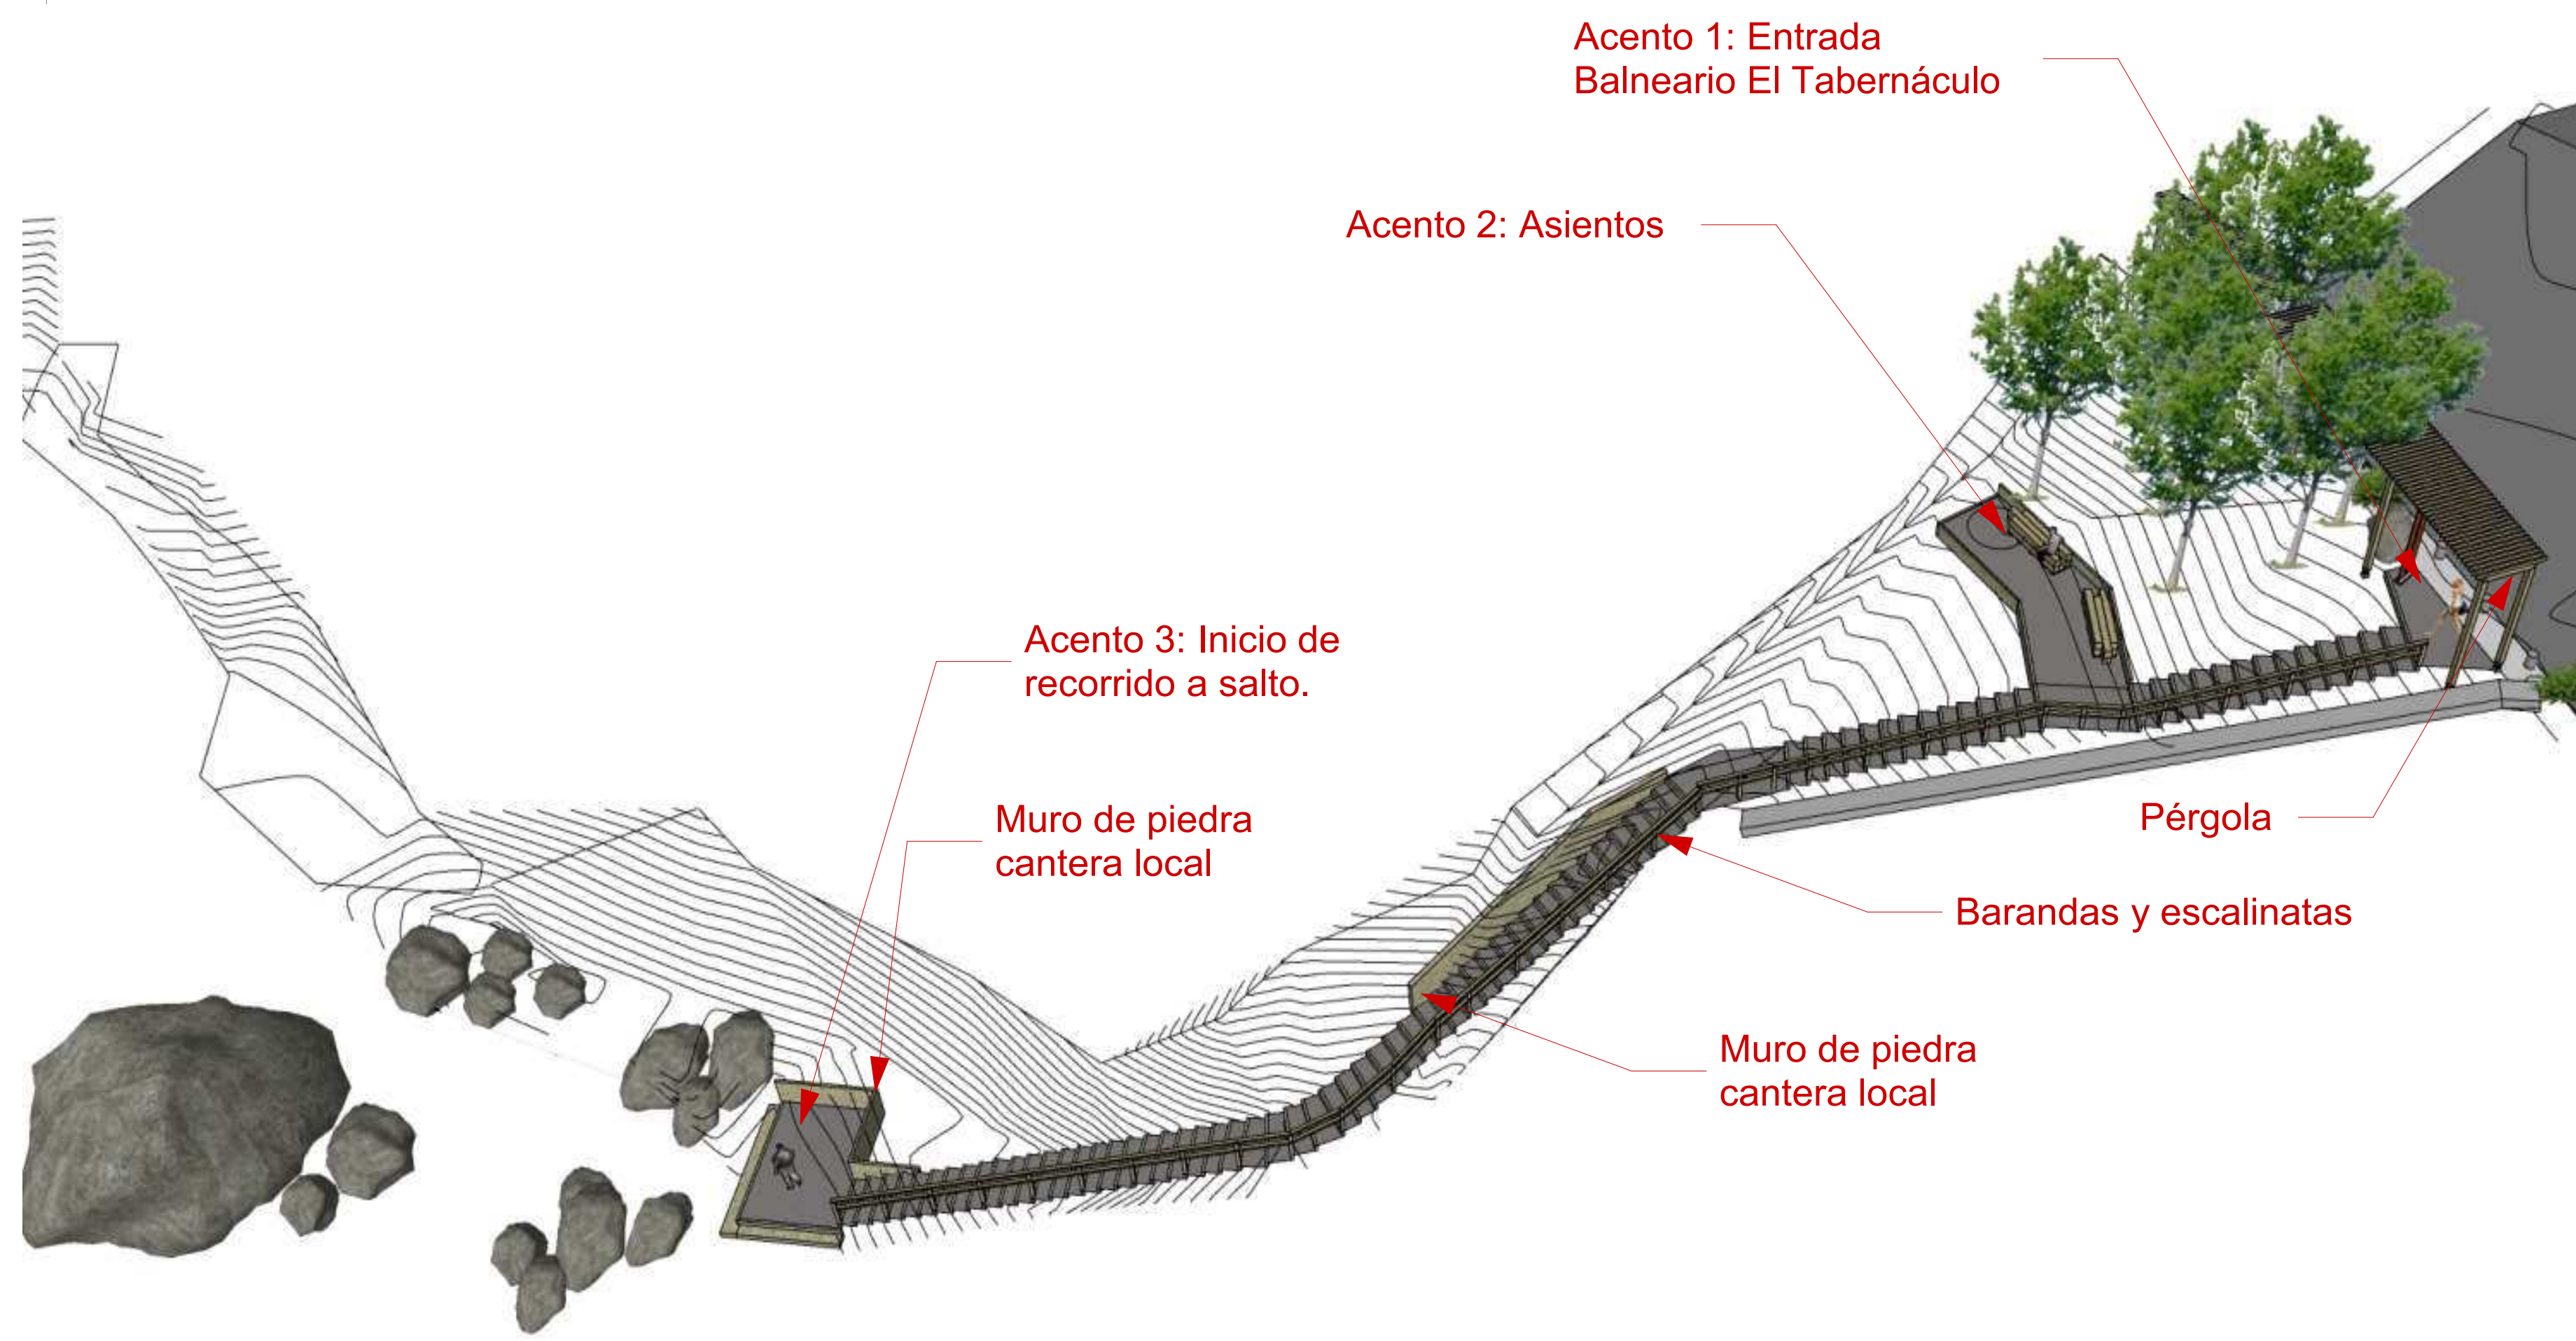 Acento 1: Entrada
Balneario El Tabernáculo
Acento 2: Asientos
Acento 3: Inicio de
recorrido a salto.
Muro de piedra
cantera local
Pérgola
Barandas y escalinatas
Muro de piedra
cantera local